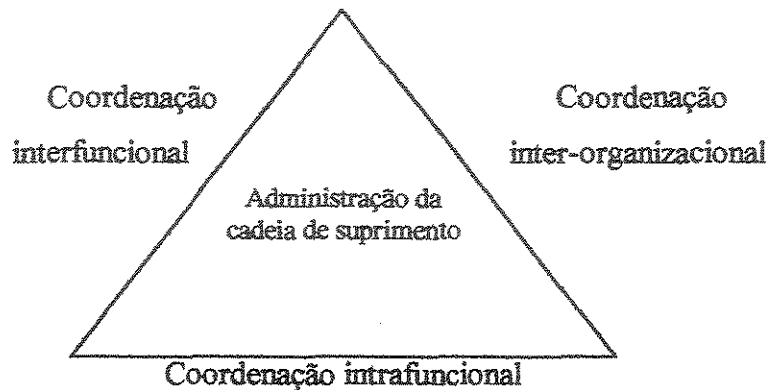 Coordenação
interfuncional
Coordenação
inter-organizacional
Administração da
cadeia de suprimento
Coordenação intrafuncional